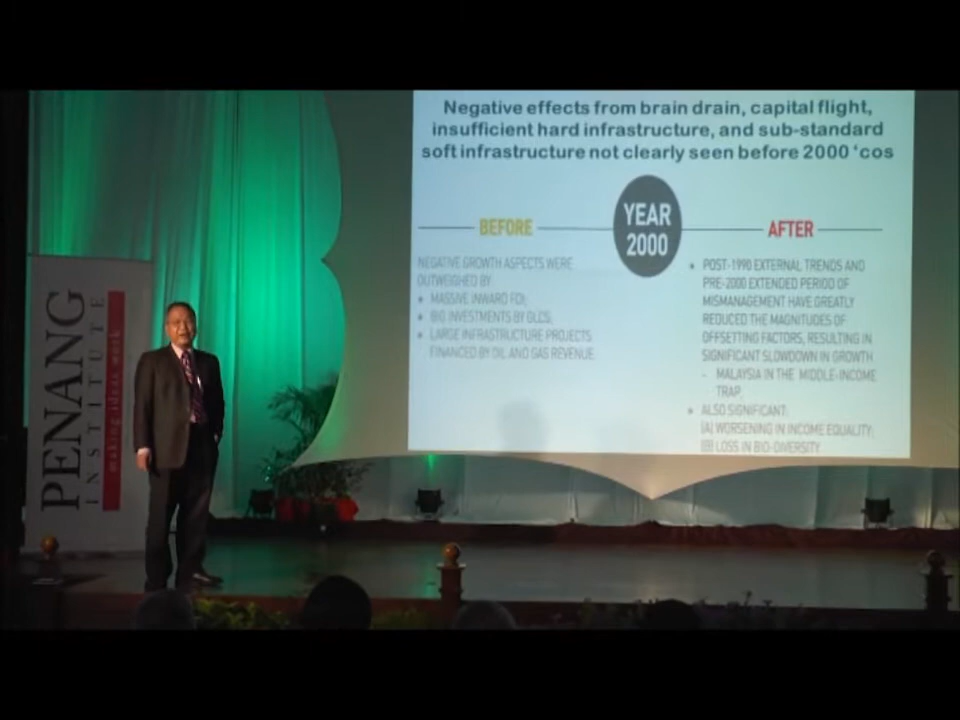 Negative effects from brain drain, capital flight,
insufficient hard infrastructure, and sub-standard
soft infrastructure not clearly seen before 2000 'cos
YEAR
2000
BEFORE
NEGATIVE GROWTH ASPECTS WERE
OUTWEIGHED BY
MASSIVE INWARD FDI;
BIG INVESTMENTS BY GLCS;
LARGE INFRASTRUCTURE PROJECTS
FINANCED BY OIL AND GAS REVENUE
AFTER
POST-1990 EXTERNAL TRENDS AND
PRE-2000 EXTENDED PERIOD OF
MISMANAGEMENT HAVE GREATLY
REDUCED THE MAGNITUDES OF
OFFSETTING FACTORS, RESULTING IN
SIGNIFICANT SLOWDOWN IN GROWTH
- MALAYSIA IN THE MIDDLE-INCOME
TRAP.
ALSO SIGNIFICANT:
(A) WORSENING IN INCOME EQUALITY;
(B) LOSS IN BIO-DIVERSITY
PENANG
INSTITUTE
making ideas work